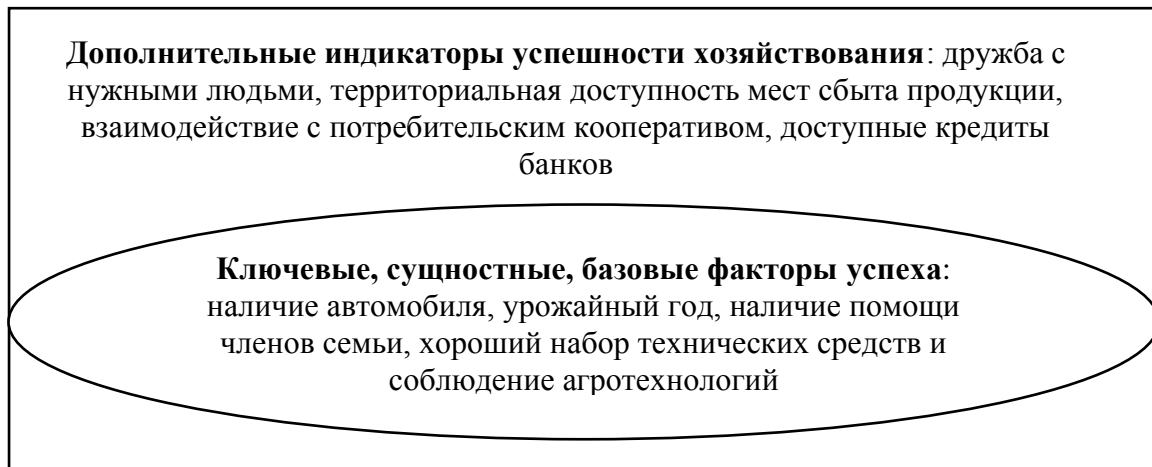 Дополнительные индикаторы успешности хозяйствования: дружба с
нужными людьми, территориальная доступность мест сбыта продукции,
взаимодействие с потребительским кооперативом, доступные кредиты
банков
Ключевые, сущностные, базовые факторы успеха:
наличие автомобиля, урожайный год, наличие помощи
членов семьи, хороший набор технических средств и
соблюдение агротехнологий